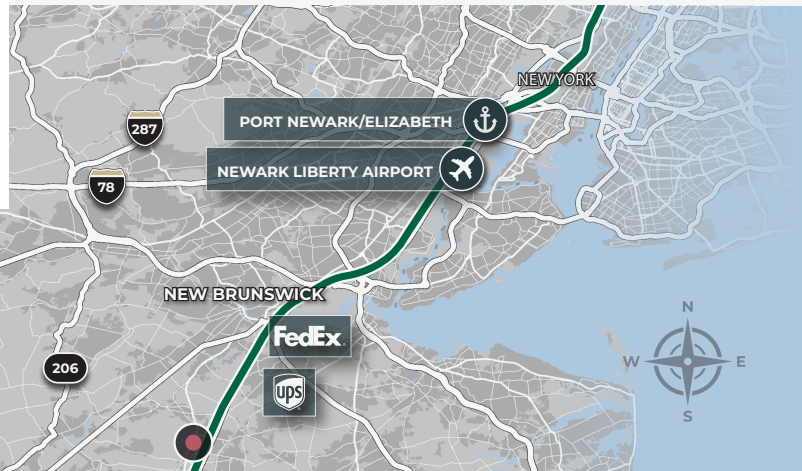 NEW YORK
PORT NEWARK/ELIZABETH
287
NEWARK LIBERTY AIRPORT
78
NEW BRUNSWICK
FedEx
N
W
E
S
206
ups